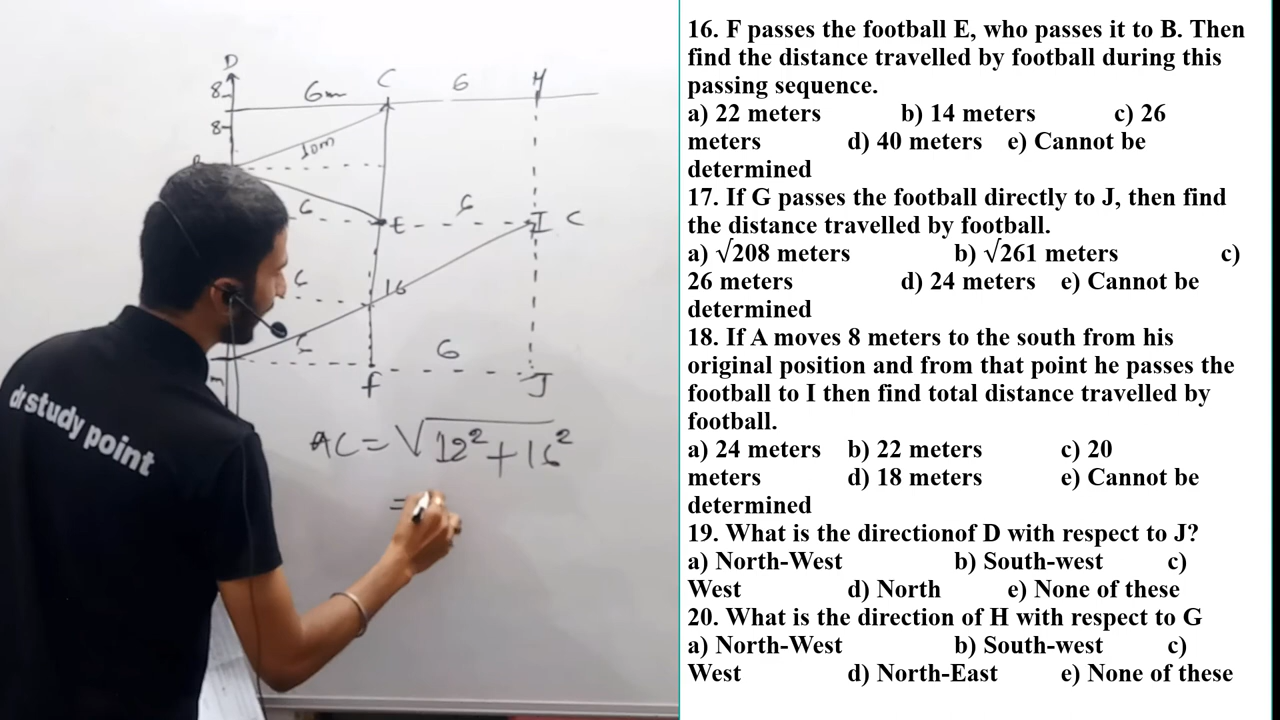 D
8
6m
C
6
H
8
10m
6
E
6
I
C
6
16
6
6
m
F
J
AC = √12² + 16²
=
dr study point
16. F passes the football E, who passes it to B. Then
find the distance travelled by football during this
passing sequence.
a) 22 meters b) 14 meters c) 26
meters d) 40 meters e) Cannot be
determined
17. If G passes the football directly to J, then find
the distance travelled by football.
a) √208 meters b) √261 meters c)
26 meters d) 24 meters e) Cannot be
determined
18. If A moves 8 meters to the south from his
original position and from that point he passes the
football to I then find total distance travelled by
football.
a) 24 meters b) 22 meters c) 20
meters d) 18 meters e) Cannot be
determined
19. What is the directionof D with respect to J?
a) North-West b) South-west c)
West d) North e) None of these
20. What is the direction of H with respect to G
a) North-West b) South-west c)
West d) North-East e) None of these